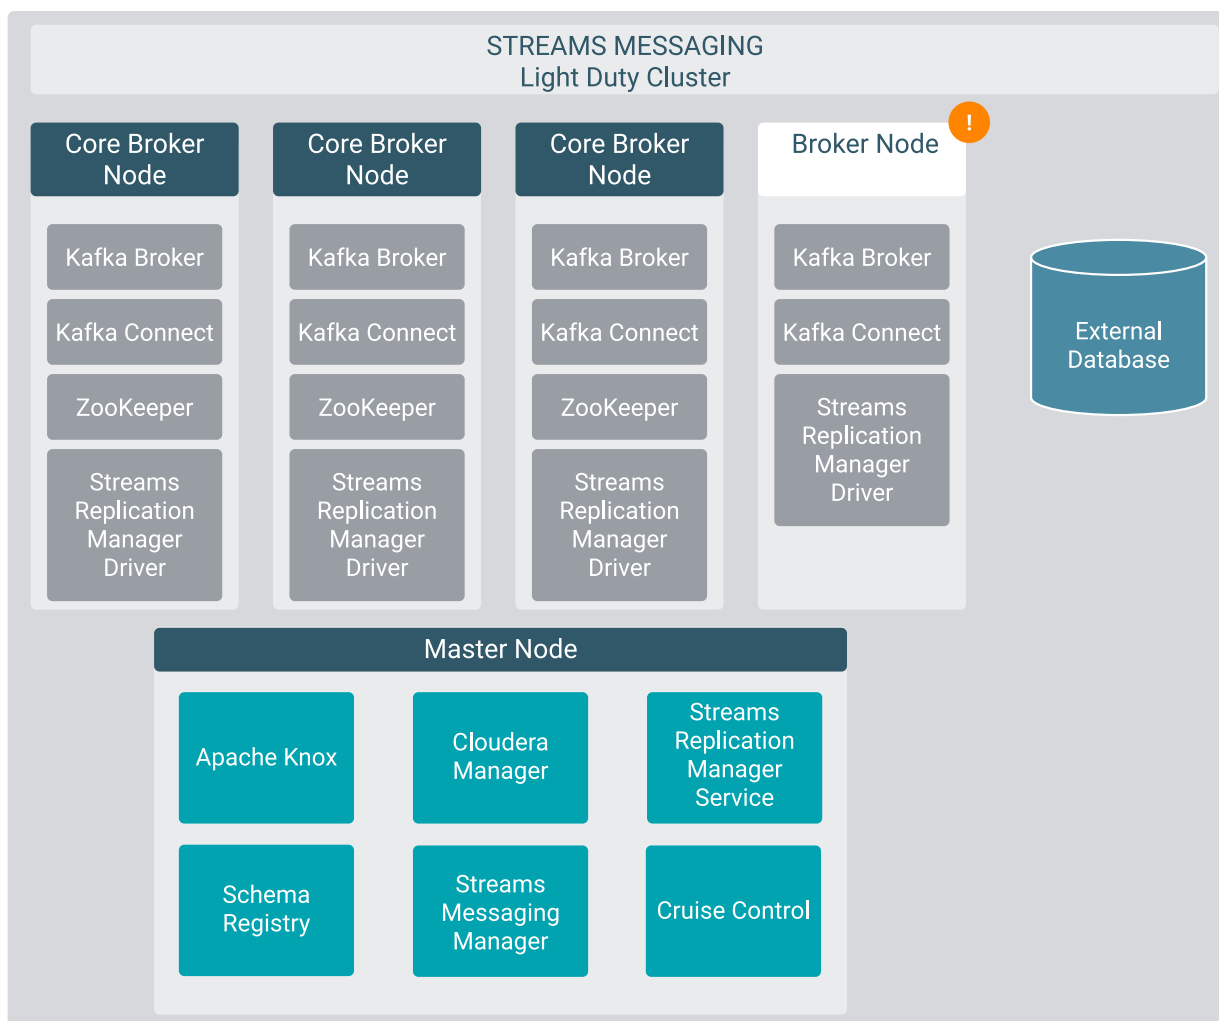 STREAMS MESSAGING
Light Duty Cluster
Core Broker
Node
Kafka Broker
Kafka Connect
ZooKeeper
Streams
Replication
Manager
Driver
Core Broker
Node
Kafka Broker
Kafka Connect
ZooKeeper
Streams
Replication
Manager
Driver
Core Broker
Node
Kafka Broker
Kafka Connect
ZooKeeper
Streams
Replication
Manager
Driver
Broker Node
!
Kafka Broker
Kafka Connect
Streams
Replication
Manager
Driver
External
Database
Master Node
Apache Knox
Cloudera
Manager
Streams
Replication
Manager
Service
Schema
Registry
Streams
Messaging
Manager
Cruise Control